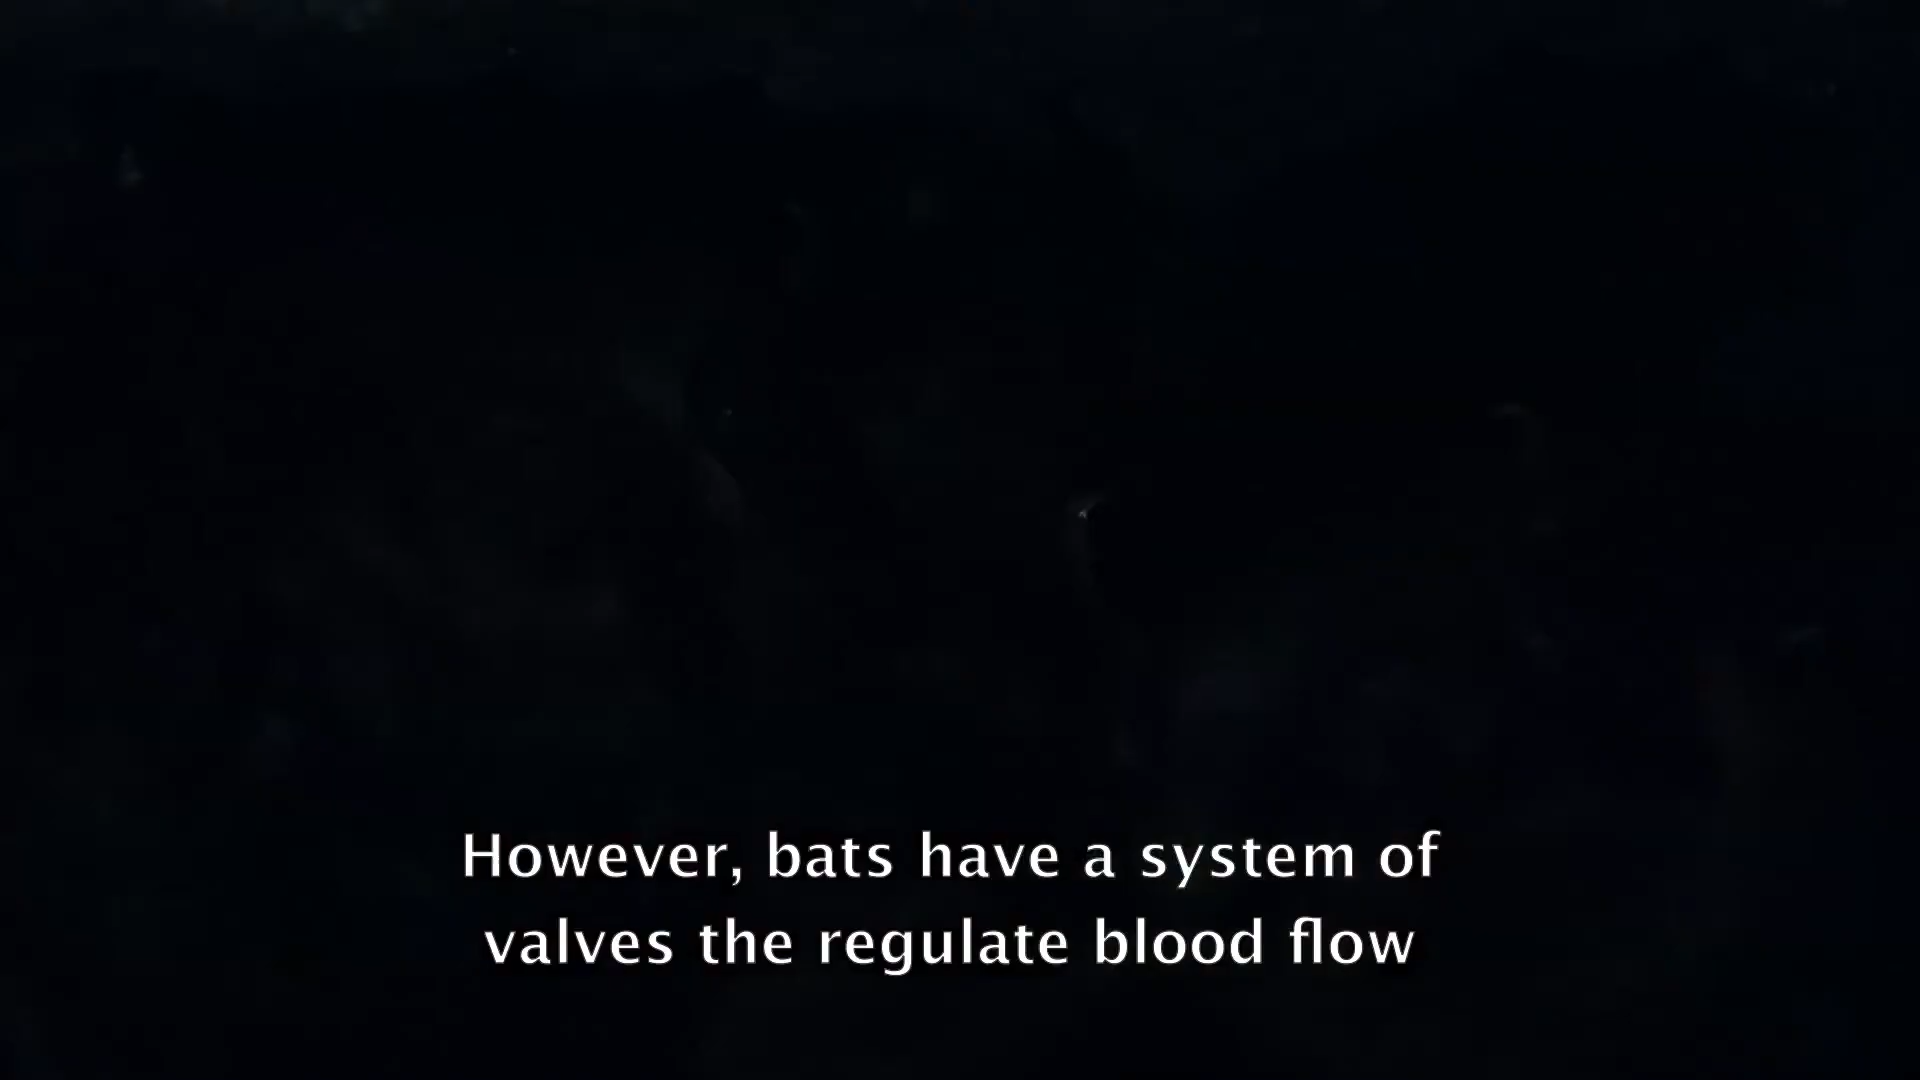 However, bats have a system of
valves the regulate blood flow